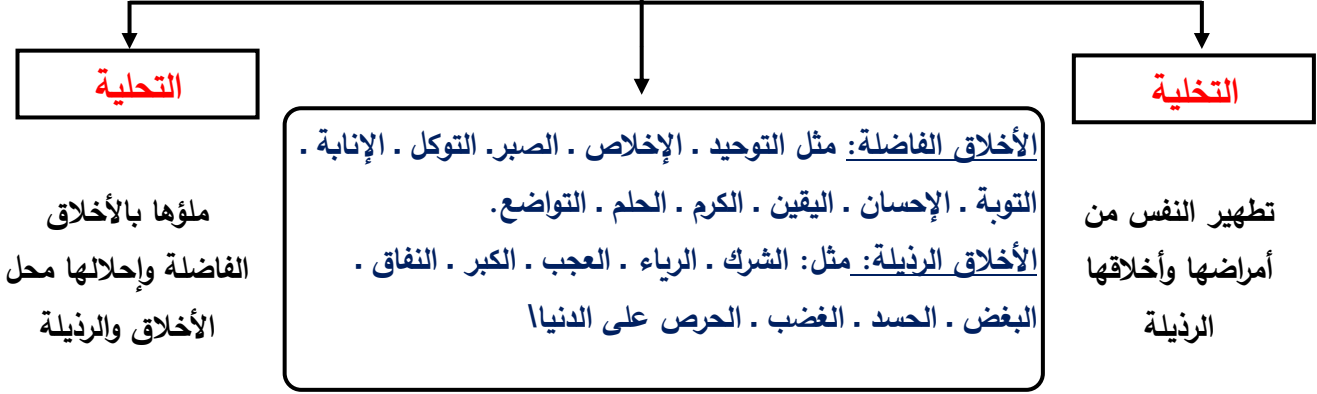 التخلية
تطهير النفس من
أمراضها وأخلاقها
الرذيلة
الأخلاق الفاضلة: مثل التوحيد . الإخلاص . الصبر. التوكل . الإنابة .
التوبة . الإحسان . اليقين . الكرم . الحلم . التواضع.
الأخلاق الرذيلة: مثل: الشرك . الرياء . العجب . الكبر . النفاق .
البغض . الحسد . الغضب . الحرص على الدنيا\
التحلية
ملؤها بالأخلاق
الفاضلة وإحلالها محل
الأخلاق والرذيلة